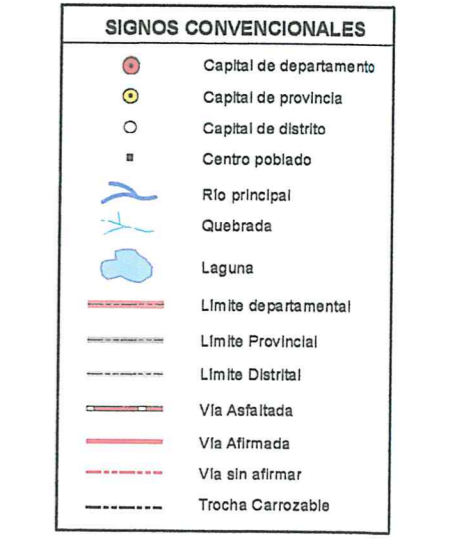 SIGNOS CONVENCIONALES
Capital de departamento
Capital de provincia
Capital de distrito
Centro poblado
Río principal
Quebrada
Laguna
Límite departamental
Límite Provincial
Límite Distrital
Vía Asfaltada
Vía Afirmada
Vía sin afirmar
Trocha Carrozable